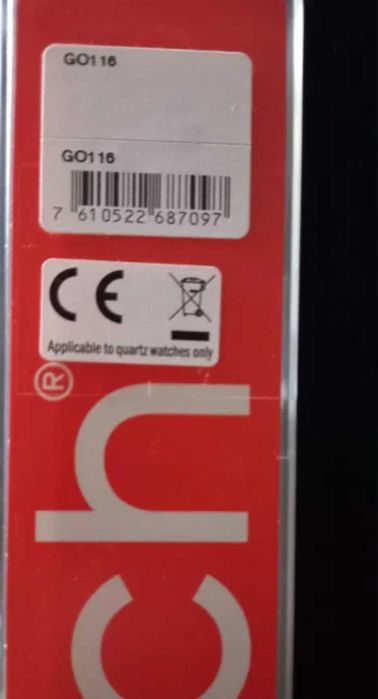 GO116
GO116
7 610522 687097
CE
Applicable to quartz watches only
ch®